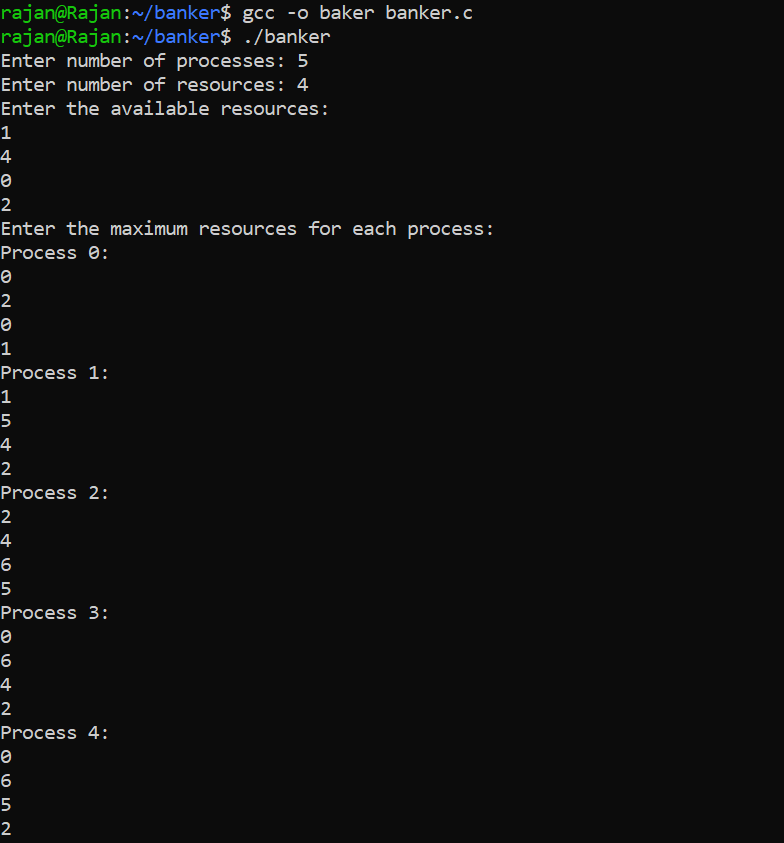 rajan@Rajan:~/banker$ gcc -o baker banker.c
rajan@Rajan:~/banker$ ./banker
Enter number of processes: 5
Enter number of resources: 4
Enter the available resources:
1
4
0
2
Enter the maximum resources for each process:
Process 0:
0
2
0
1
Process 1:
1
5
4
2
Process 2:
2
4
6
5
Process 3:
0
6
4
2
Process 4:
0
6
5
2